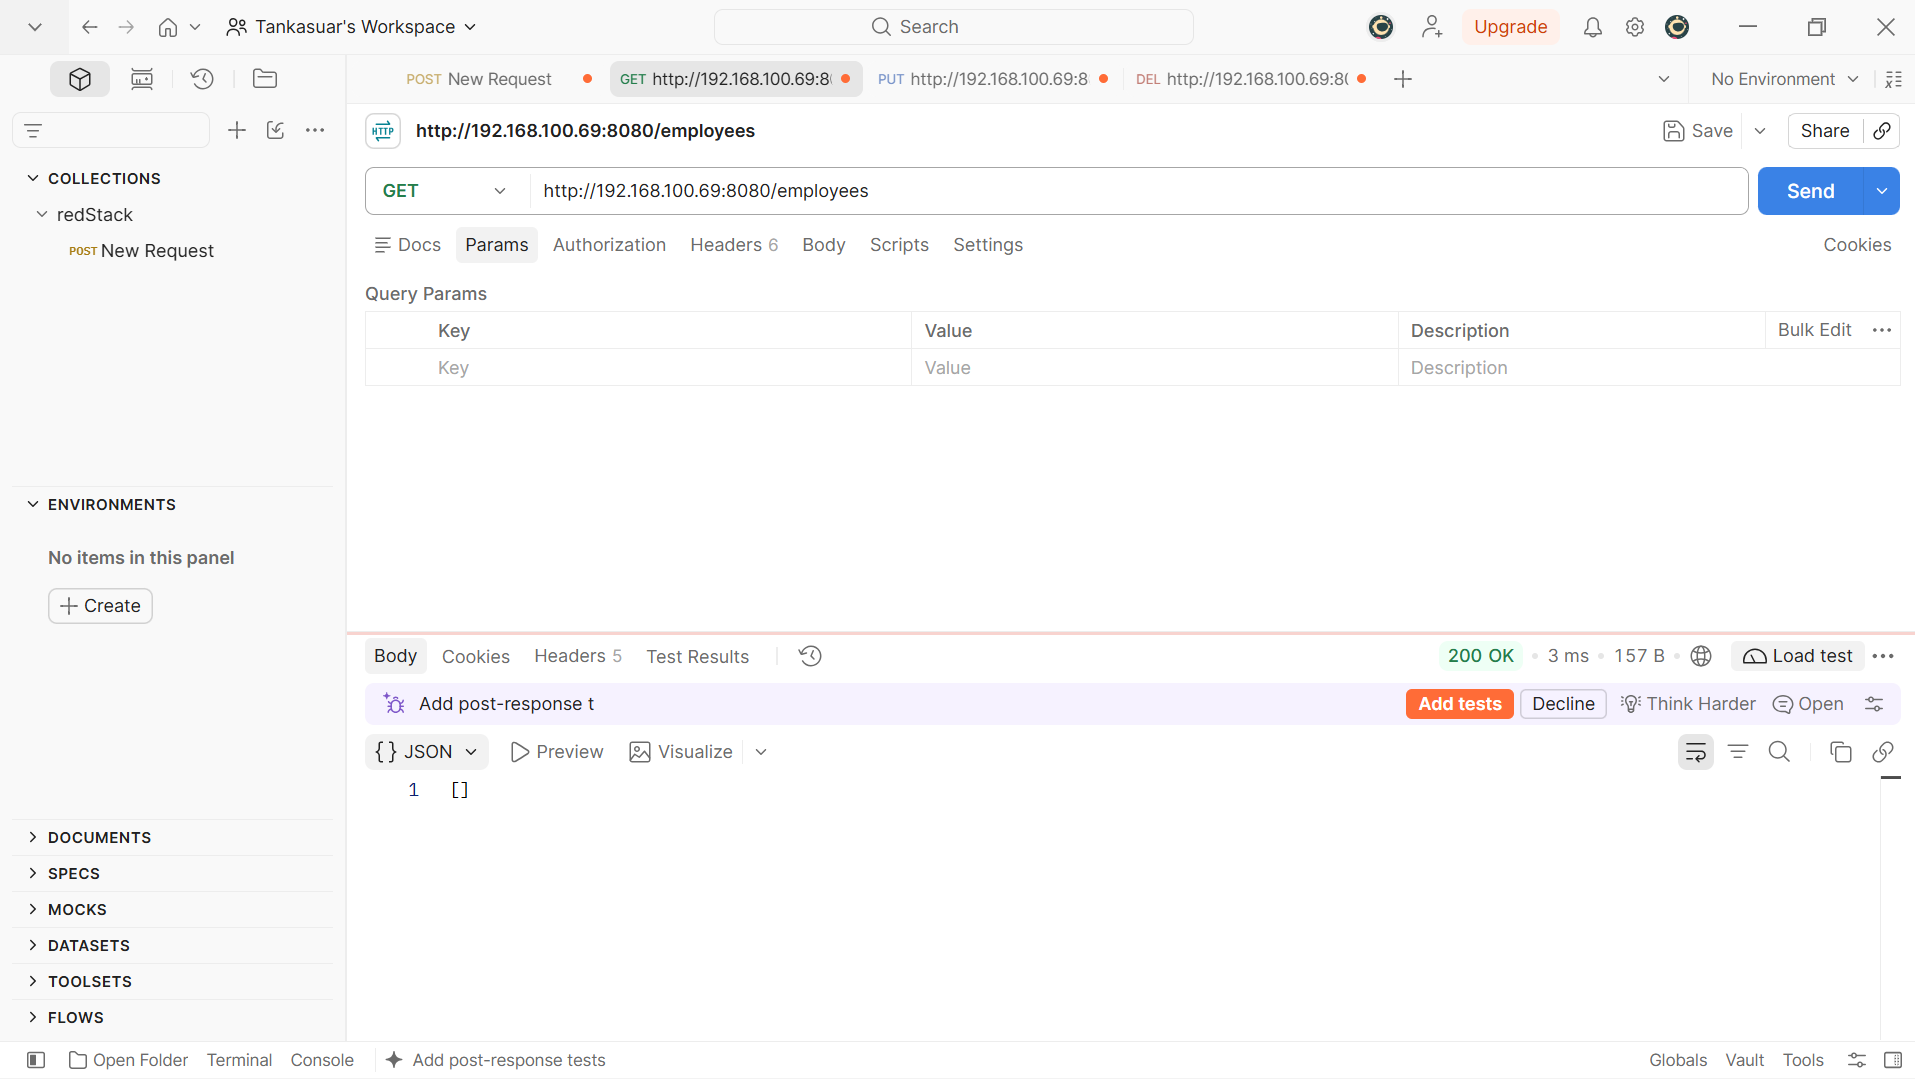 Tankasuar's Workspace
Search
Upgrade
POST New Request
GET http://192.168.100.69:8
PUT http://192.168.100.69:8
DEL http://192.168.100.69:8
No Environment
HTTP http://192.168.100.69:8080/employees
Save
Share
COLLECTIONS
redStack
POST New Request
GET
http://192.168.100.69:8080/employees
Send
Docs
Params
Authorization
Headers 6
Body
Scripts
Settings
Cookies
Query Params
Key
Value
Description
Bulk Edit
Key
Value
Description
ENVIRONMENTS
No items in this panel
Create
Body
Cookies
Headers 5
Test Results
200 OK
3 ms
157 B
Load test
Add post-response t
Add tests
Decline
Think Harder
Open
{} JSON
Preview
Visualize
1 []
DOCUMENTS
SPECS
MOCKS
DATASETS
TOOLSETS
FLOWS
Open Folder
Terminal
Console
Add post-response tests
Globals
Vault
Tools